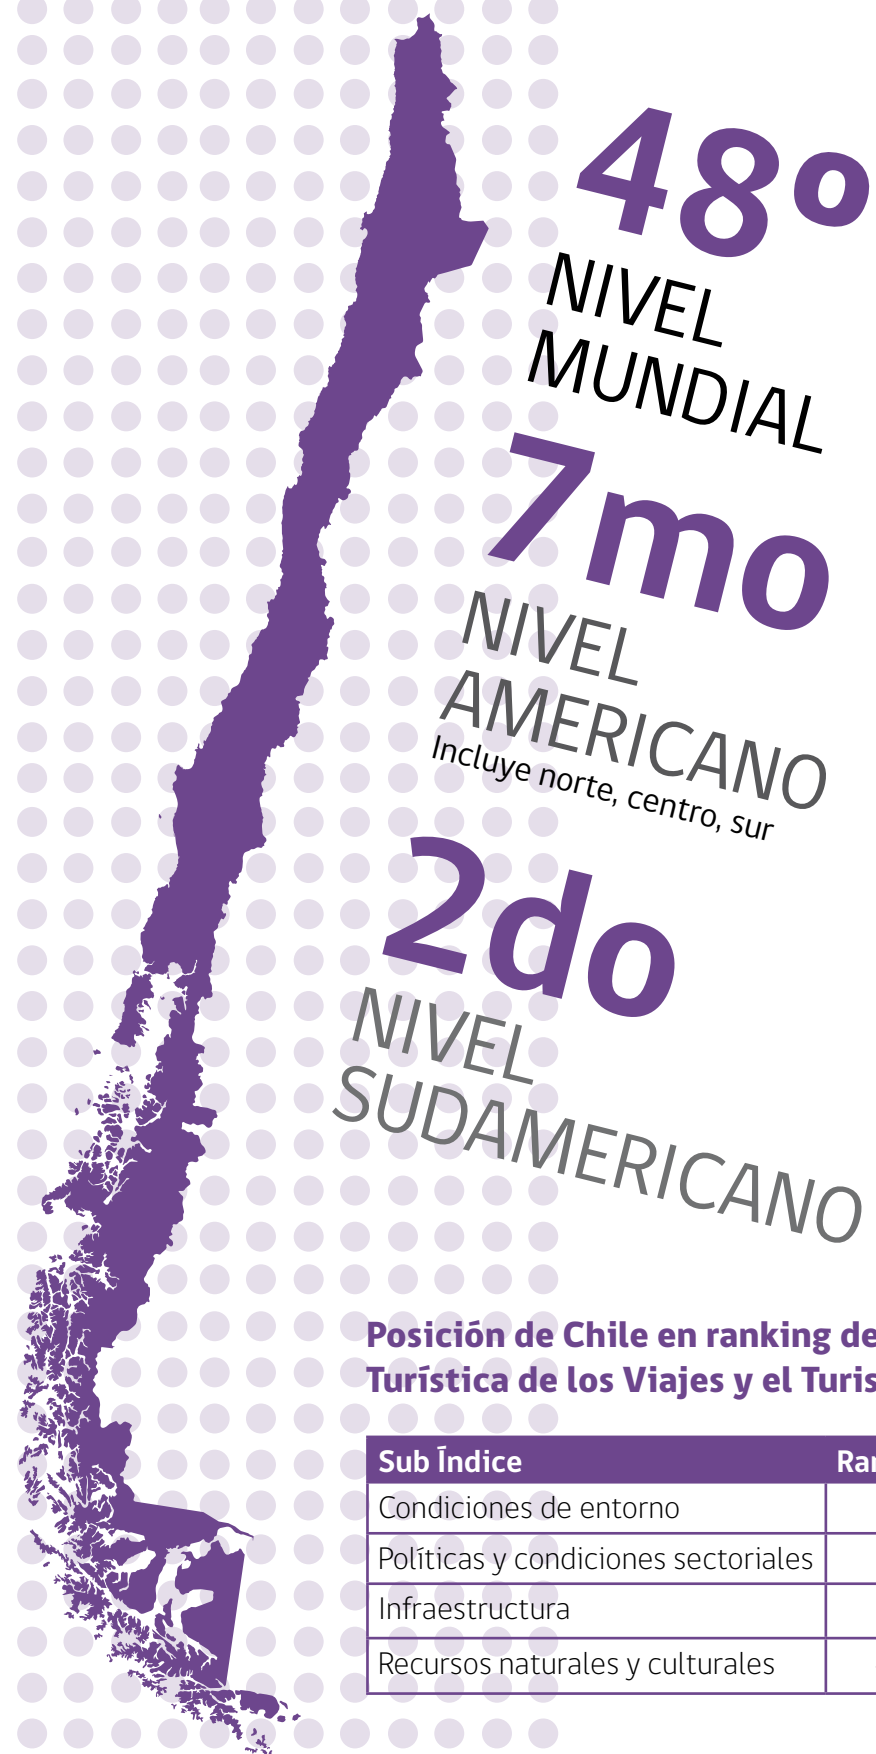 48º
NIVEL
MUNDIAL
7mo
NIVEL
AMERICANO
Incluye norte, centro, sur
2do
NIVEL
SUDAMERICANO
Posición de Chile en ranking de
Turística de los Viajes y el Turis
Sub Índice Ran
Condiciones de entorno
Políticas y condiciones sectoriales
Infraestructura
Recursos naturales y culturales